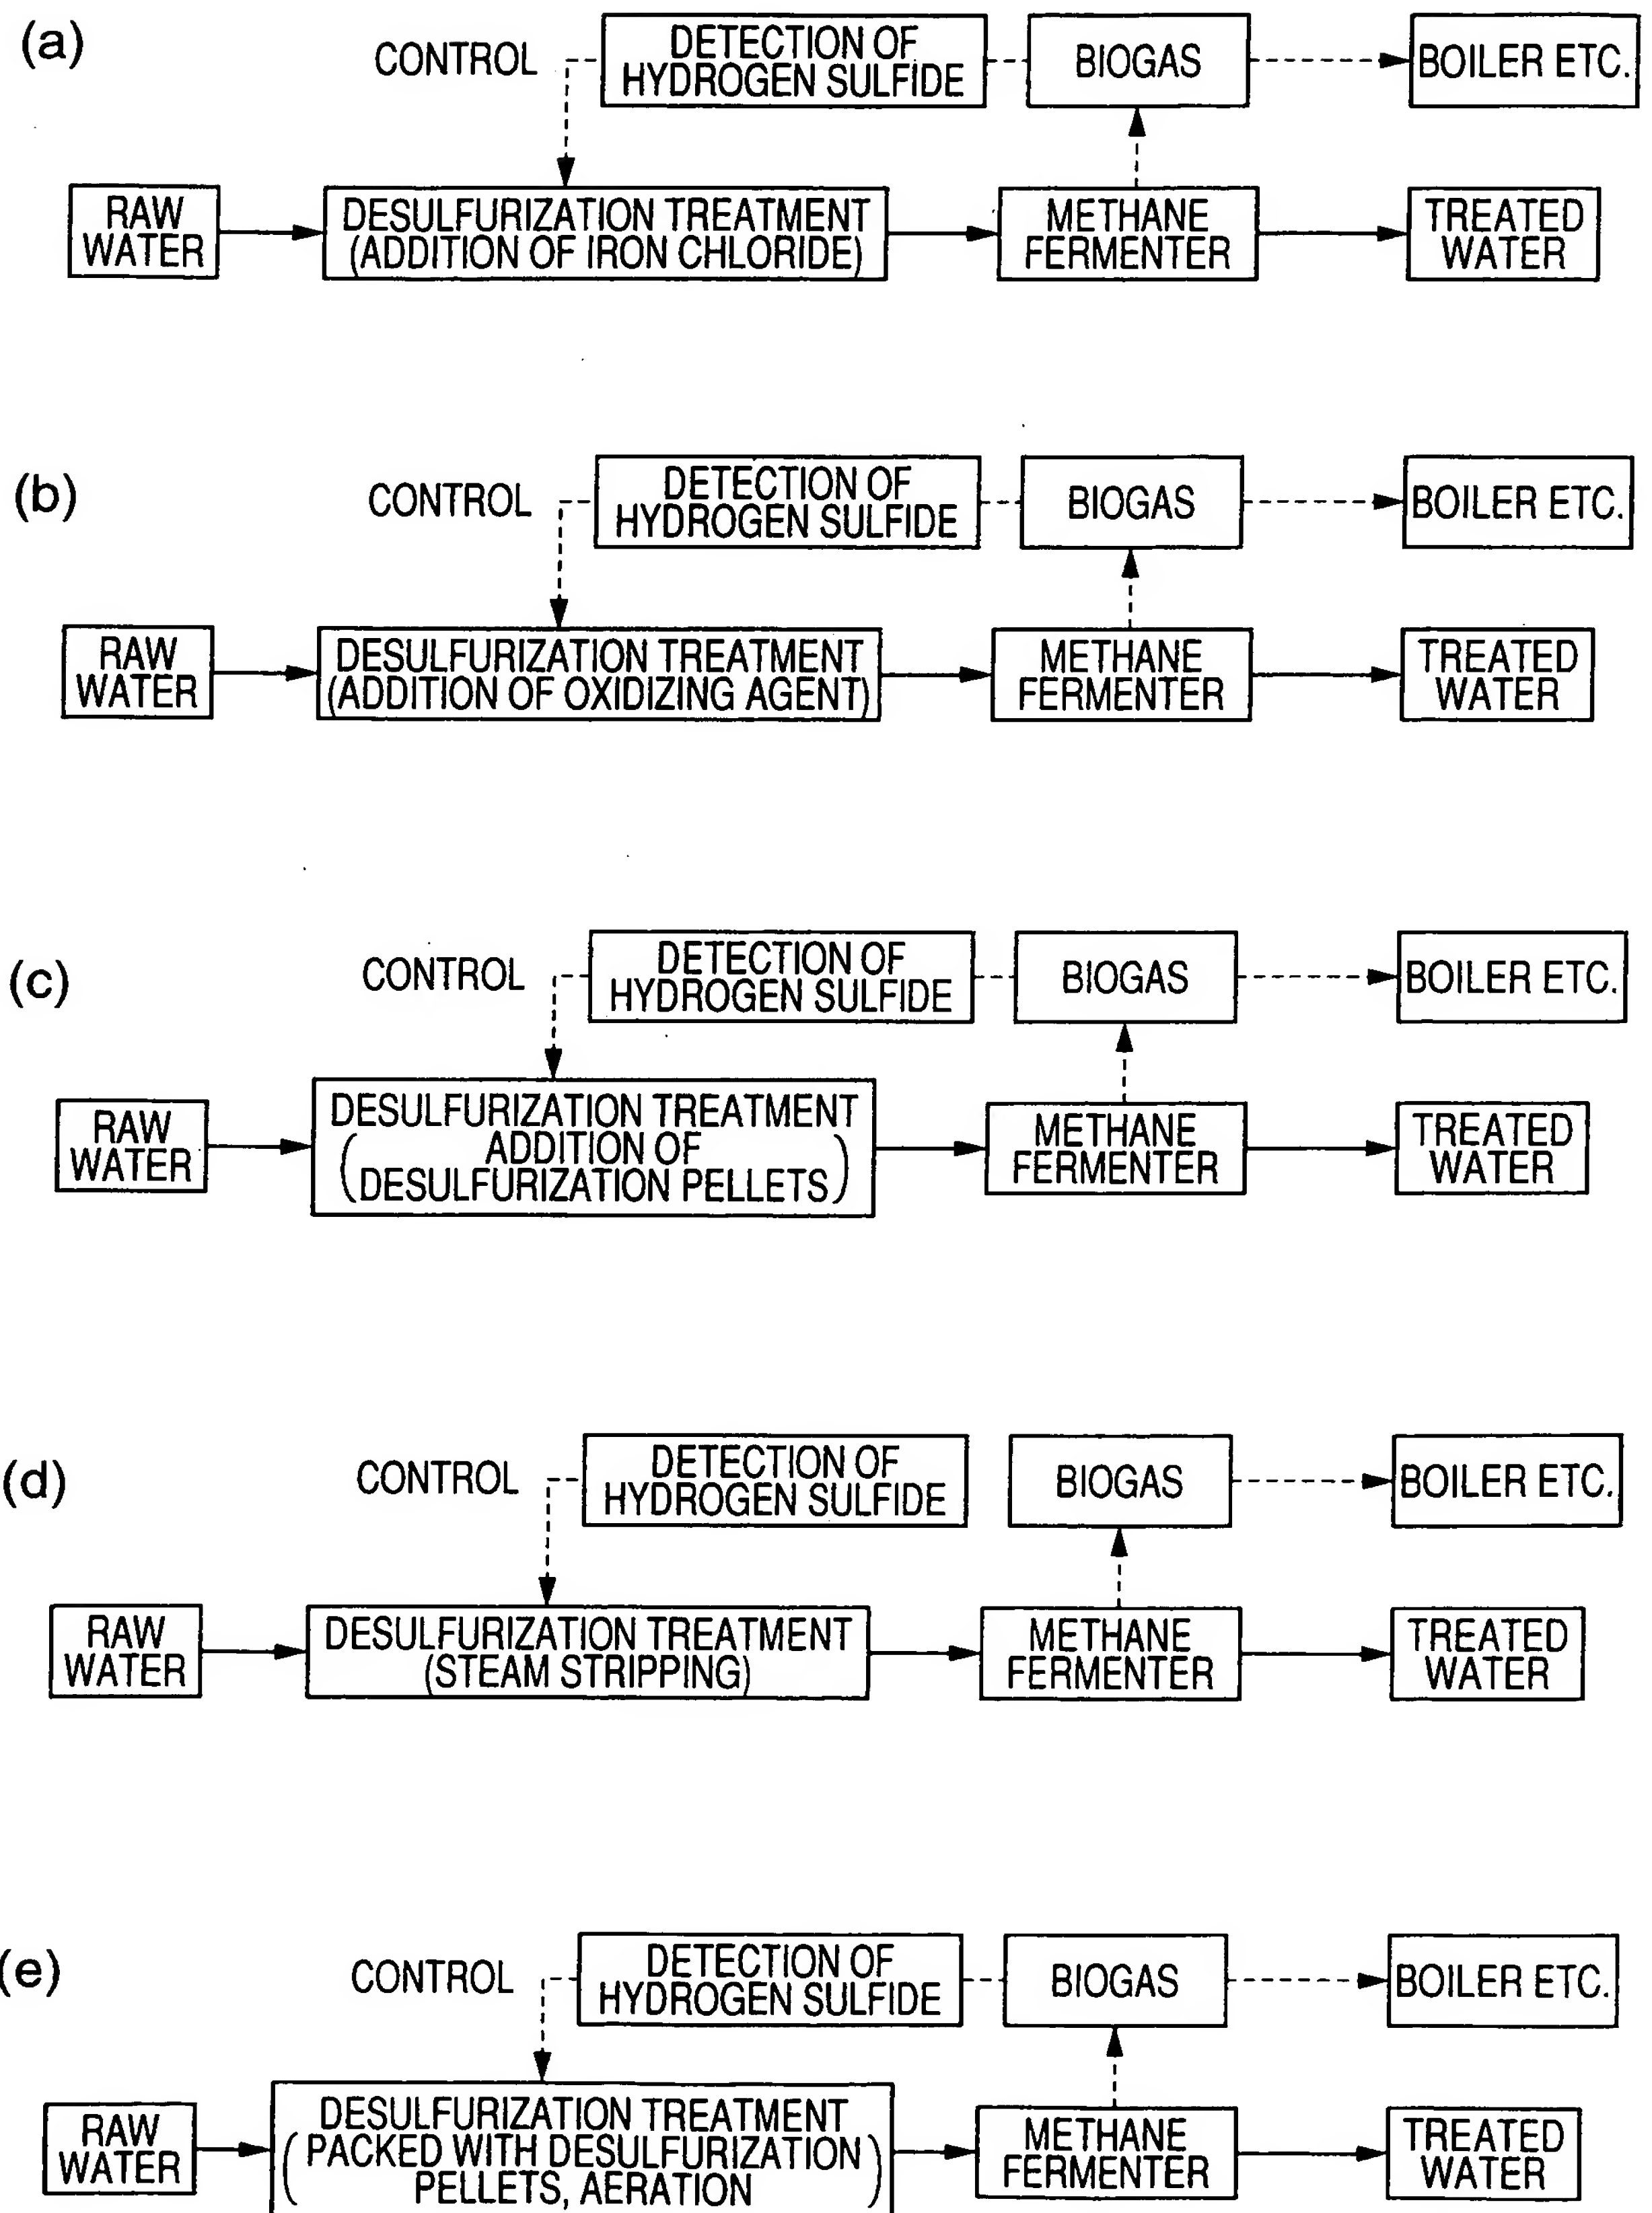 (a)
CONTROL
DETECTION OF
HYDROGEN SULFIDE
BIOGAS
BOILER ETC.
RAW
WATER
DESULFURIZATION TREATMENT
(ADDITION OF IRON CHLORIDE)
METHANE
FERMENTER
TREATED
WATER
(b)
CONTROL
DETECTION OF
HYDROGEN SULFIDE
BIOGAS
BOILER ETC.
RAW
WATER
DESULFURIZATION TREATMENT
(ADDITION OF OXIDIZING AGENT)
METHANE
FERMENTER
TREATED
WATER
(c)
CONTROL
DETECTION OF
HYDROGEN SULFIDE
BIOGAS
BOILER ETC.
RAW
WATER
DESULFURIZATION TREATMENT
(ADDITION OF
DESULFURIZATION PELLETS)
METHANE
FERMENTER
TREATED
WATER
(d)
CONTROL
DETECTION OF
HYDROGEN SULFIDE
BIOGAS
BOILER ETC.
RAW
WATER
DESULFURIZATION TREATMENT
(STEAM STRIPPING)
METHANE
FERMENTER
TREATED
WATER
(e)
CONTROL
DETECTION OF
HYDROGEN SULFIDE
BIOGAS
BOILER ETC.
RAW
WATER
DESULFURIZATION TREATMENT
(PACKED WITH DESULFURIZATION
PELLETS, AERATION)
METHANE
FERMENTER
TREATED
WATER